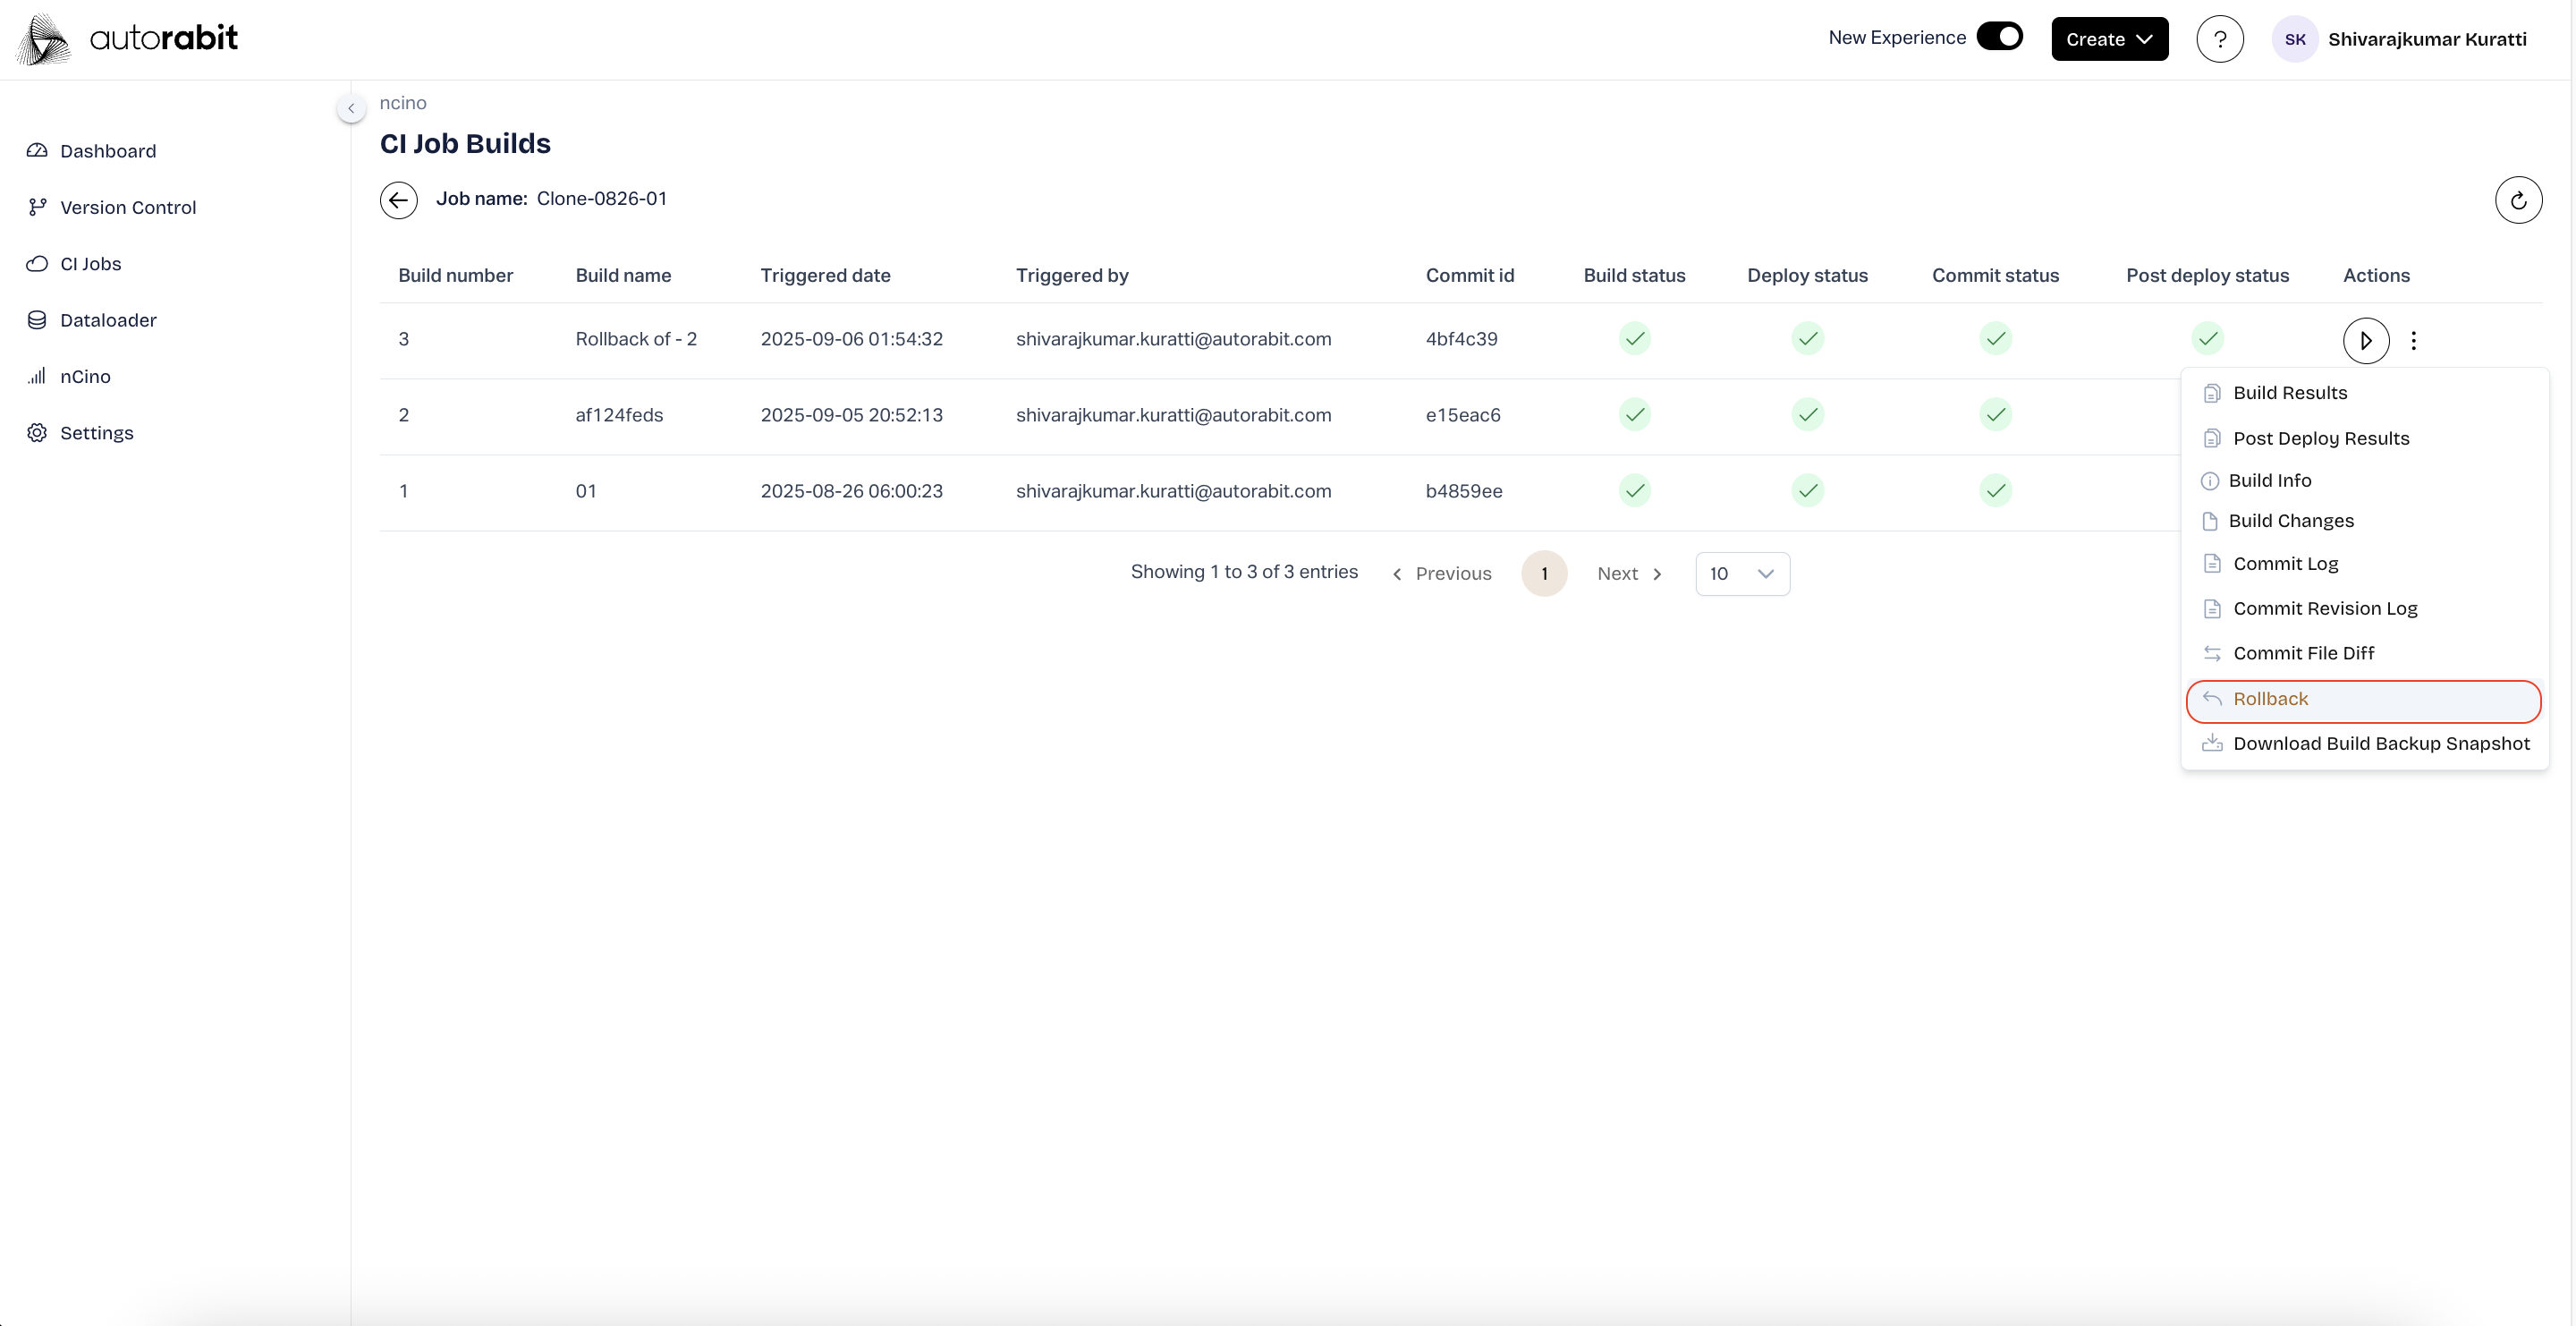 autorabit
New Experience
Create
?
SK
Shivarajkumar Kuratti
Dashboard
Version Control
CI Jobs
Dataloader
nCino
Settings
ncino
CI Job Builds
Job name: Clone-0826-01
Build number Build name Triggered date Triggered by Commit id Build status Deploy status Commit status Post deploy status Actions
3 Rollback of - 2 2025-09-06 01:54:32 shivarajkumar.kuratti@autorabit.com 4bf4c39
2 af124feds 2025-09-05 20:52:13 shivarajkumar.kuratti@autorabit.com e15eac6
1 01 2025-08-26 06:00:23 shivarajkumar.kuratti@autorabit.com b4859ee
Showing 1 to 3 of 3 entries Previous 1 Next 10
Build Results
Post Deploy Results
Build Info
Build Changes
Commit Log
Commit Revision Log
Commit File Diff
Rollback
Download Build Backup Snapshot